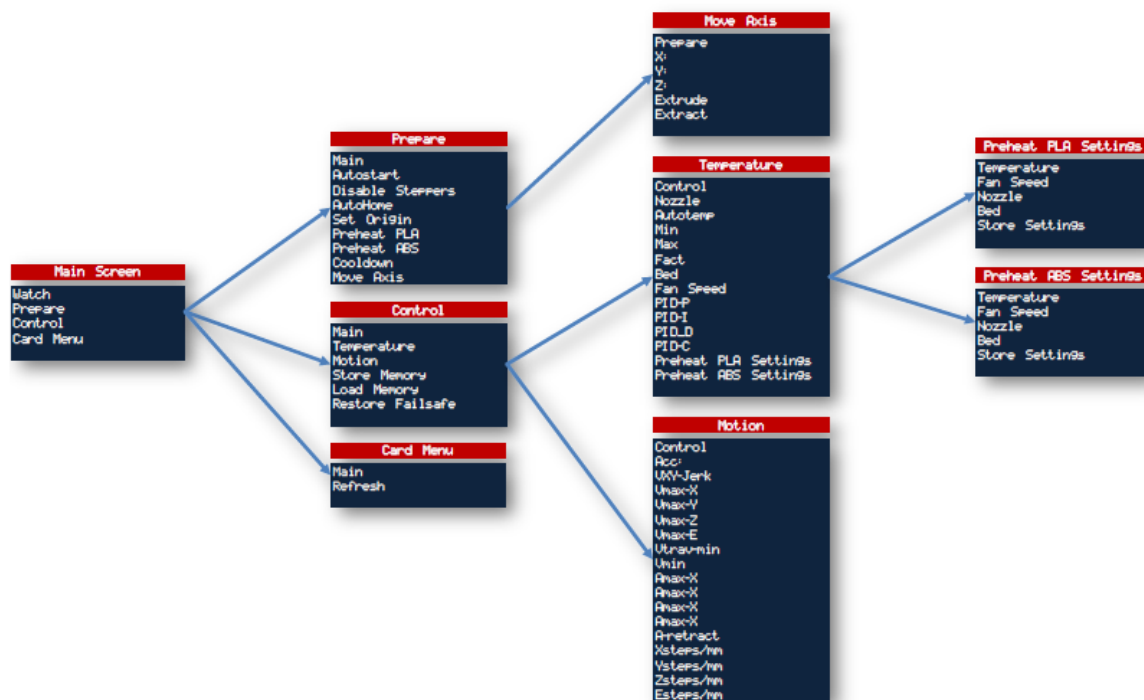 Main Screen
Watch
Prepare
Control
Card Menu
Prepare
Main
Autostart
Disable Steppers
AutoHome
Set Origin
Preheat PLA
Preheat ABS
Cooldown
Move Axis
Control
Main
Temperature
Motion
Store Memory
Load Memory
Restore Failsafe
Card Menu
Main
Refresh
Move Axis
Prepare
X:
Y:
Z:
Extrude
Extract
Temperature
Control
Nozzle
Autotemp
Min
Max
Fact
Bed
Fan Speed
PID-P
PID-I
PID_D
PID-C
Preheat PLA Settings
Preheat ABS Settings
Motion
Control
Acc:
VXY-Jerk
Vmax-X
Vmax-Y
Vmax-Z
Vmax-E
Vtrav-min
Vmin
Amax-X
Amax-X
Amax-X
Amax-X
A-retract
Xsteps/mm
Ysteps/mm
Zsteps/mm
Esteps/mm
Preheat PLA Settings
Temperature
Fan Speed
Nozzle
Bed
Store Settings
Preheat ABS Settings
Temperature
Fan Speed
Nozzle
Bed
Store Settings